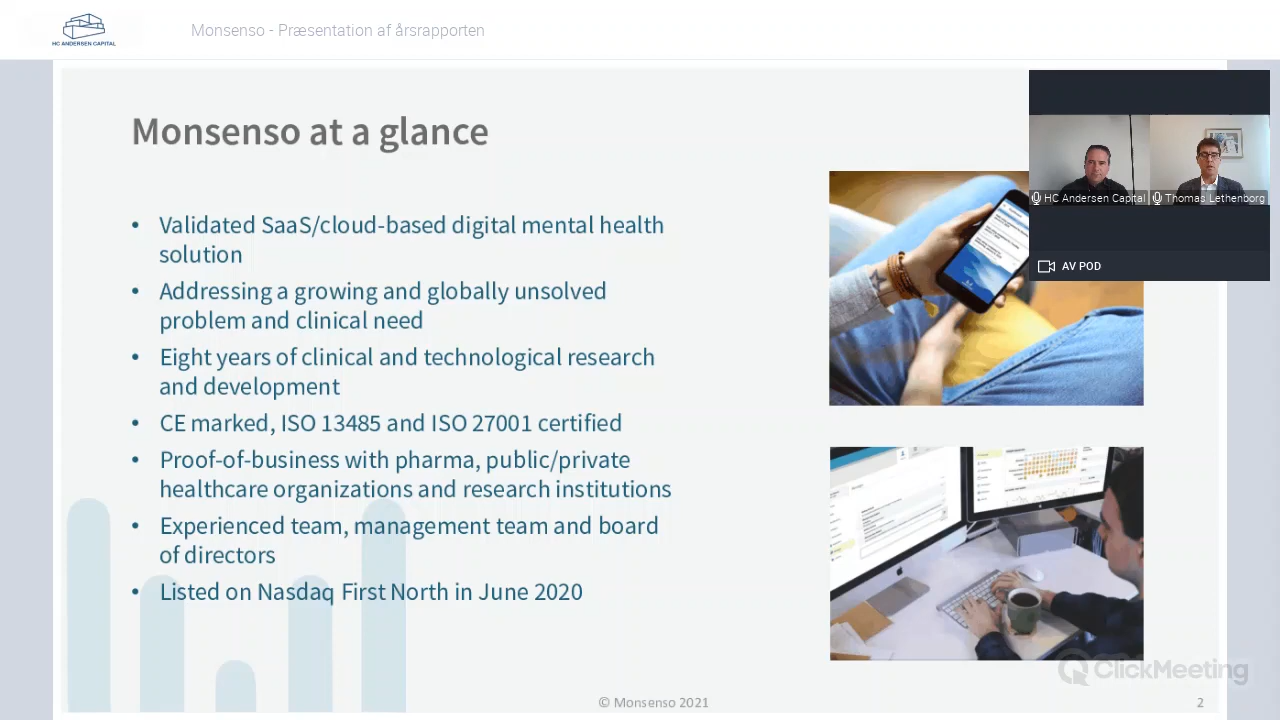 HC ANDERSEN CAPITAL
Monsenso - Præsentation af årsrapporten
Monsenso at a glance
• Validated SaaS/cloud-based digital mental health
solution
• Addressing a growing and globally unsolved
problem and clinical need
• Eight years of clinical and technological research
and development
• CE marked, ISO 13485 and ISO 27001 certified
• Proof-of-business with pharma, public/private
healthcare organizations and research institutions
• Experienced team, management team and board
of directors
• Listed on Nasdaq First North in June 2020
HC Andersen Capital
Thomas Lethenborg
AV POD
ClickMeeting
© Monsenso 2021
2